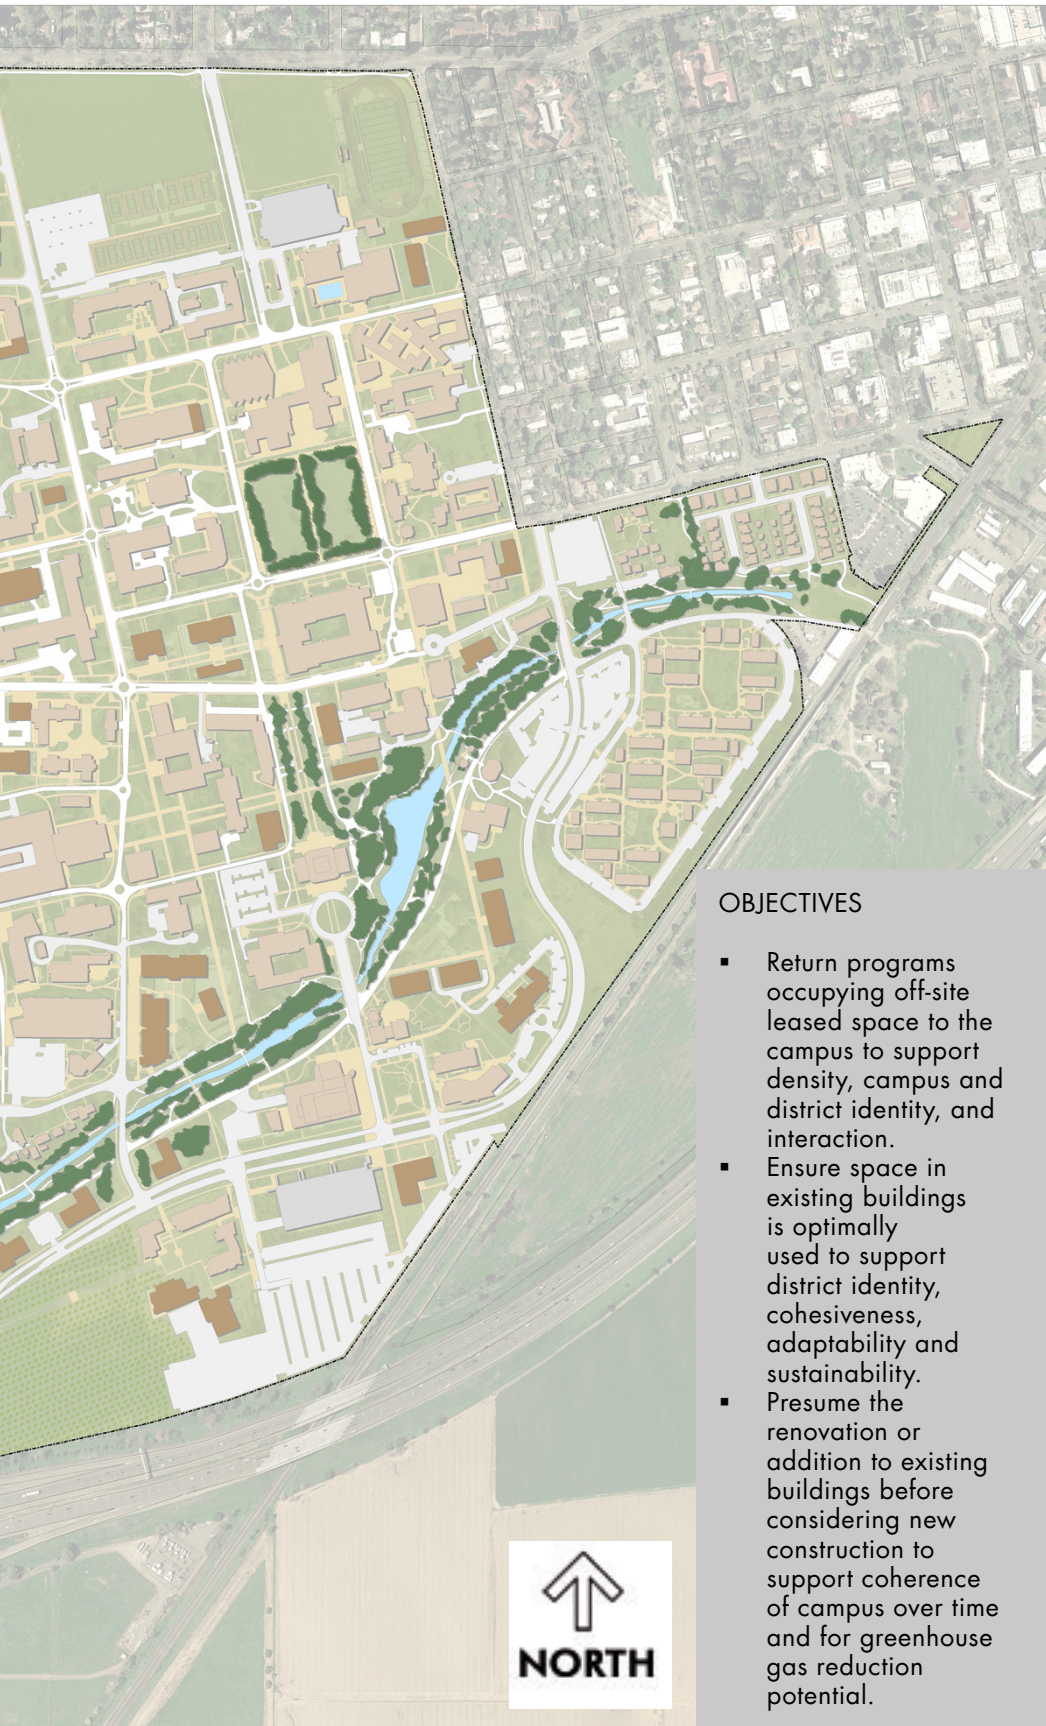 OBJECTIVES
▪ Return programs
occupying off-site
leased space to the
campus to support
density, campus and
district identity, and
interaction.
▪ Ensure space in
existing buildings
is optimally
used to support
district identity,
cohesiveness,
adaptability and
sustainability.
▪ Presume the
renovation or
addition to existing
buildings before
considering new
construction to
support coherence
of campus over time
and for greenhouse
gas reduction
potential.
NORTH